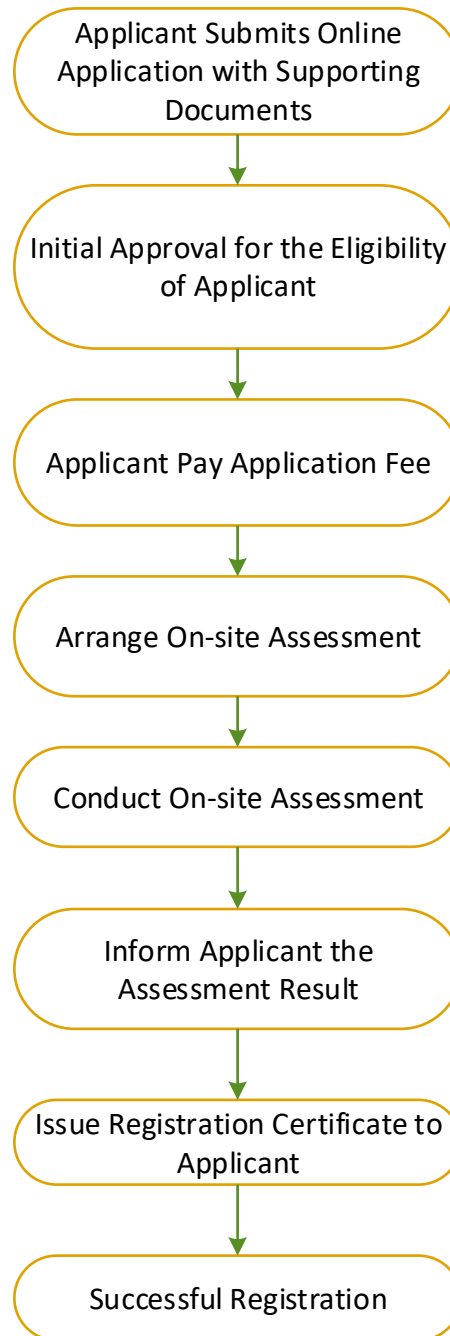 Applicant Submits Online
Application with Supporting
Documents
Initial Approval for the Eligibility
of Applicant
Applicant Pay Application Fee
Arrange On-site Assessment
Conduct On-site Assessment
Inform Applicant the
Assessment Result
Issue Registration Certificate to
Applicant
Successful Registration